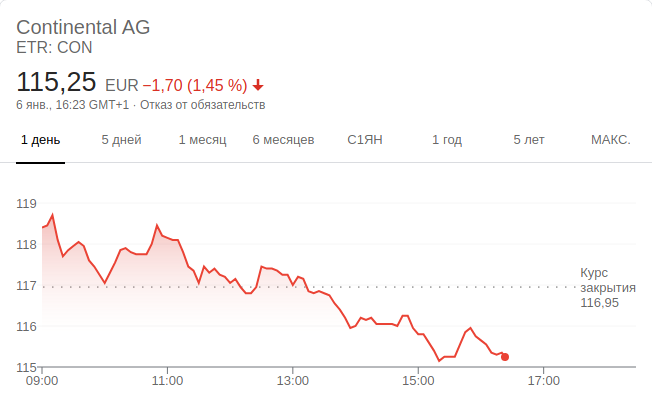 Continental AG
ETR: CON
115,25 EUR −1,70 (1,45 %)
6 янв., 16:23 GMT+1 · Отказ от обязательств
1 день 5 дней 1 месяц 6 месяцев С1ЯН 1 год 5 лет МАКС.
119
118
117
116
115
Курс
закрытия
116,95
09:00 11:00 13:00 15:00 17:00